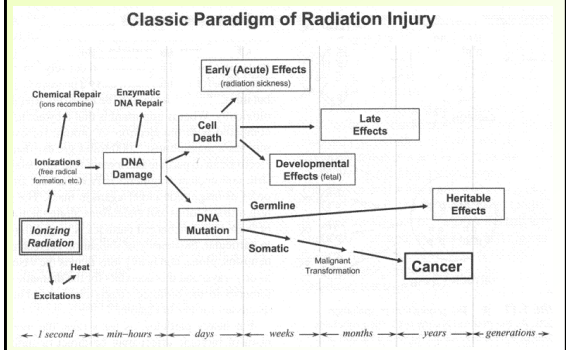 Classic Paradigm of Radiation Injury
Early (Acute) Effects
(radiation sickness)
Chemical Repair
(ions recombine)
Enzymatic
DNA Repair
Cell
Death
Late
Effects
Ionizations
(free radical
formation, etc.)
DNA
Damage
Developmental
Effects (fetal)
Germline
Heritable
Effects
DNA
Mutation
Ionizing
Radiation
Somatic
Malignant
Transformation
Cancer
Heat
Excitations
1 second
min-hours
days
weeks
months
years
generations